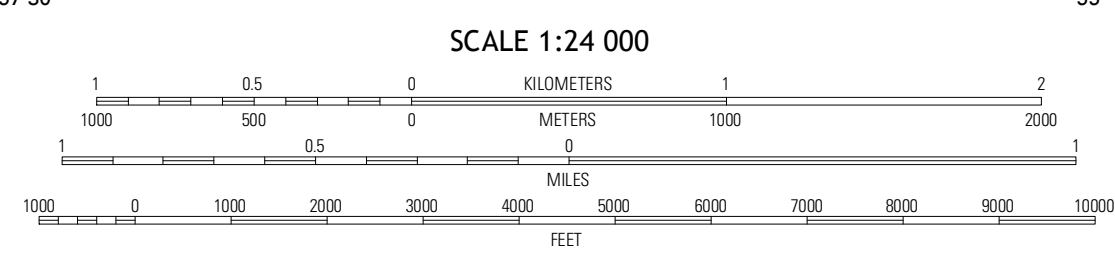 SCALE 1:24 000
1 0.5 0 KILOMETERS 1 2
1000 500 0 METERS 1000 2000
1 0.5 0 1
MILES
1000 0 1000 2000 3000 4000 5000 6000 7000 8000 9000 10000
FEET